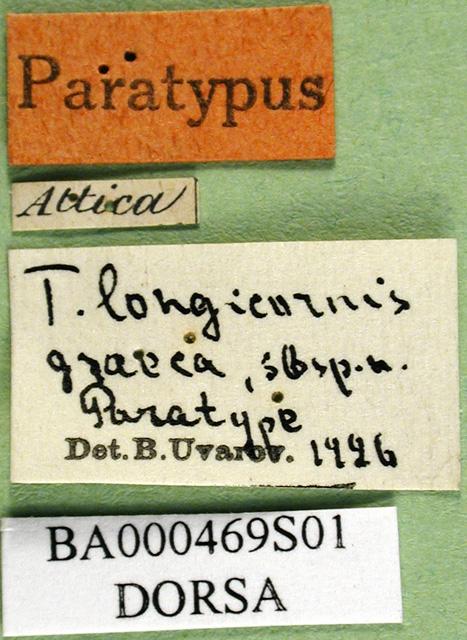 Paratypus
Attica
T. longicornis
graeca, sbsp. n.
Paratype
Det. B. Uvarov. 1926
BA000469S01
DORSA